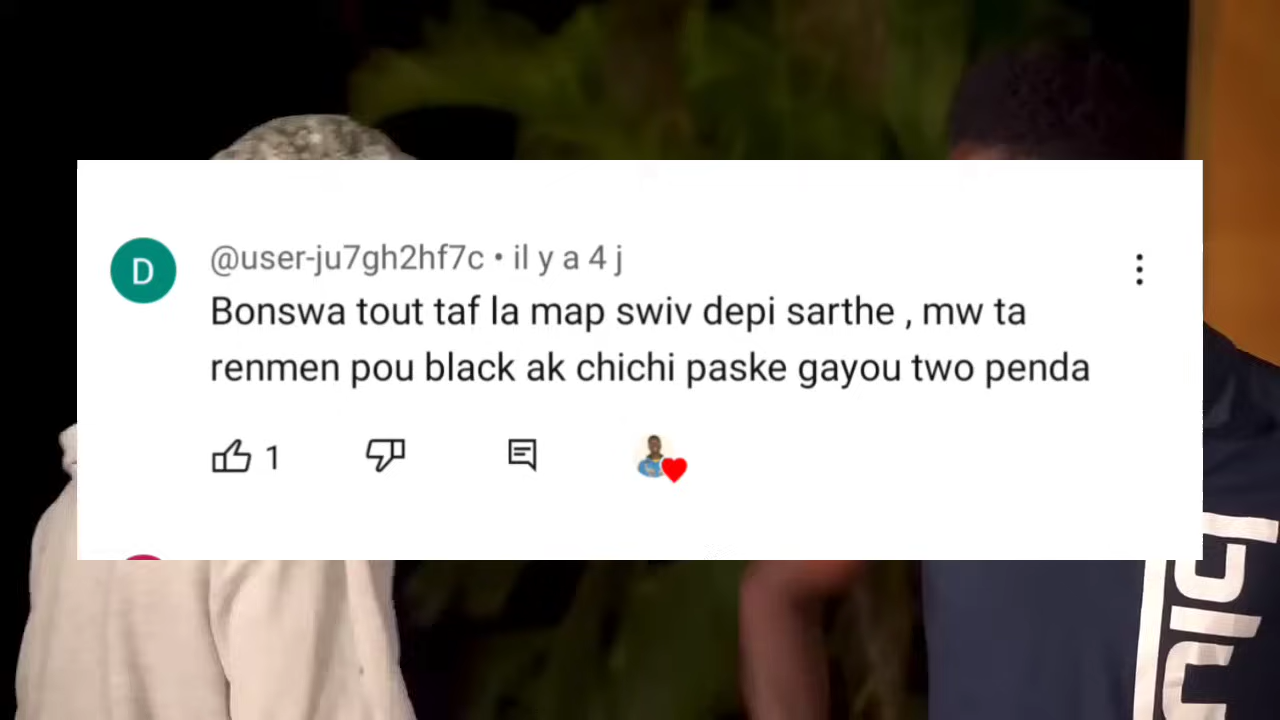 D
@user-ju7gh2hf7c • il y a 4 j
Bonswa tout taf la map swiv depi sarthe , mw ta
renmen pou black ak chichi paske gayou two penda
1